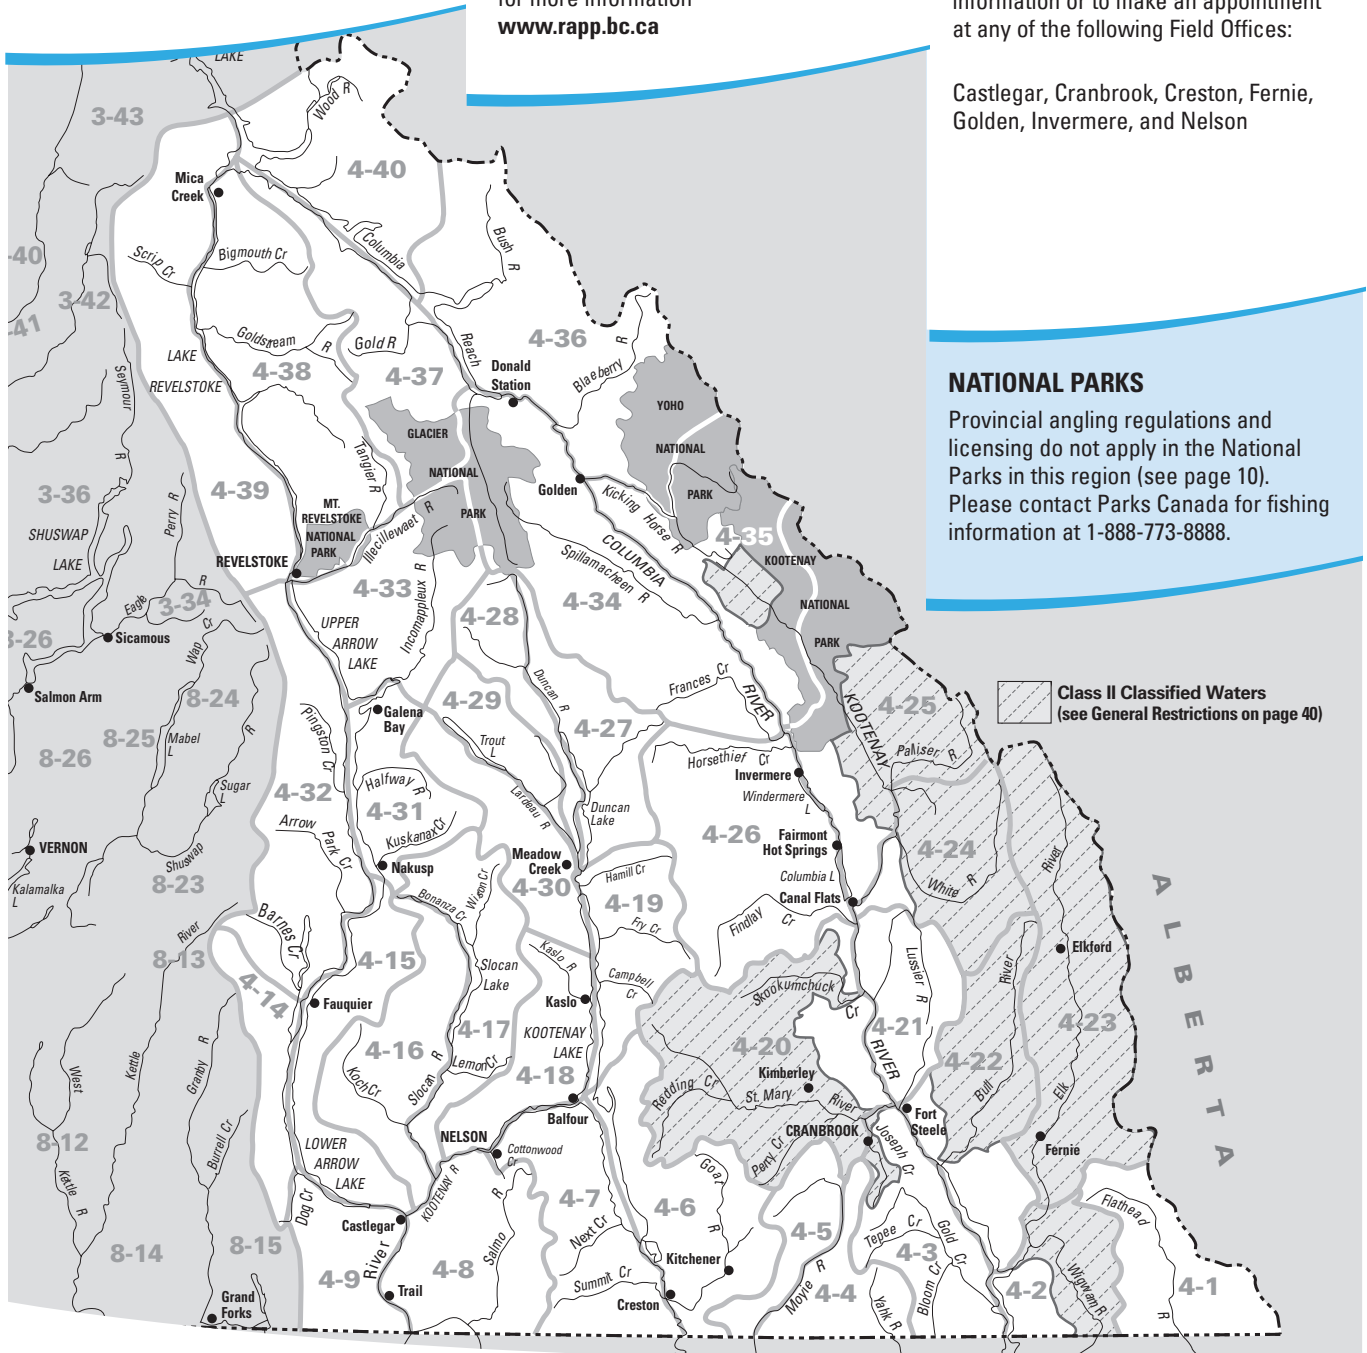 for more information
www.rapp.bc.ca
information or to make an appointment
at any of the following Field Offices:
Castlegar, Cranbrook, Creston, Fernie,
Golden, Invermere, and Nelson
NATIONAL PARKS
Provincial angling regulations and
licensing do not apply in the National
Parks in this region (see page 10).
Please contact Parks Canada for fishing
information at 1-888-773-8888.
Class II Classified Waters
(see General Restrictions on page 40)
LAKE
Wood R
3-43
4-40
Mica
Creek
Scrip Cr
Bigmouth Cr
Columbia
Bush R
-40
3-42
-41
Goldstream R
Gold R
Reach
4-36
LAKE
REVELSTOKE
4-38
4-37
Donald
Station
Blaeberry R
Seymour
R
YOHO
NATIONAL
PARK
GLACIER
NATIONAL
PARK
Tangier R
3-36
4-39
Golden
Kicking Horse R
SHUSWAP
LAKE
Perry R
MT.
REVELSTOKE
NATIONAL
PARK
Illecillewaet R
COLUMBIA
4-35
KOOTENAY
NATIONAL
PARK
REVELSTOKE
Spillamacheen R
4-33
4-34
Eagle R
3-34
4-28
Incomappleux R
3-26
Sicamous
Wap Cr
UPPER
ARROW
LAKE
Salmon Arm
8-24
Duncan R
Frances Cr
RIVER
KOOTENAY
4-25
Galena
Bay
4-29
4-27
Pingston Cr
8-25
Mabel
L
Trout
L
Palliser R
8-26
Horsethief Cr
Invermere
Windermere
L
Sugar
L
R
4-32
Halfway R
4-31
Lardeau R
Duncan
Lake
Arrow Park Cr
Kuskanax Cr
4-26
Fairmont
Hot Springs
4-24
River
VERNON
Shuswap
8-23
Nakusp
Meadow
Creek
4-30
Hamill Cr
Columbia L
White R
Kalamalka
L
Bonanza Cr
Wilson Cr
4-19
Canal Flats
Findlay Cr
Barnes Cr
Fry Cr
River
8-13
4-15
Kaslo R
Elkford
Slocan
Lake
Campbell
Cr
Skookumchuck
Cr
Lussier R
River
4-14
Fauquier
Kaslo
4-17
KOOTENAY
LAKE
4-21
RIVER
4-23
4-16
4-20
4-22
Kettle
Granby R
West
Koch Cr
Slocan R
Lemon Cr
4-18
Redding Cr
Kimberley
St. Mary River
Bull
Elk
Balfour
Fort
Steele
8-12
Burrell Cr
LOWER
ARROW
LAKE
NELSON
Cottonwood
Cr
CRANBROOK
Joseph Cr
Perry Cr
Fernie
Kettle R
Dog Cr
KOOTENAY R
Goat R
4-7
4-6
Castlegar
Salmo R
4-5
Tepee Cr
Gold Cr
Flathead
R
Next Cr
8-14
8-15
River
4-9
4-8
Kitchener
4-3
Summit Cr
Trail
Moyie R
4-4
Bloom Cr
4-2
Wigwam R
4-1
Grand
Forks
Creston
Yahk R
ALBERTA